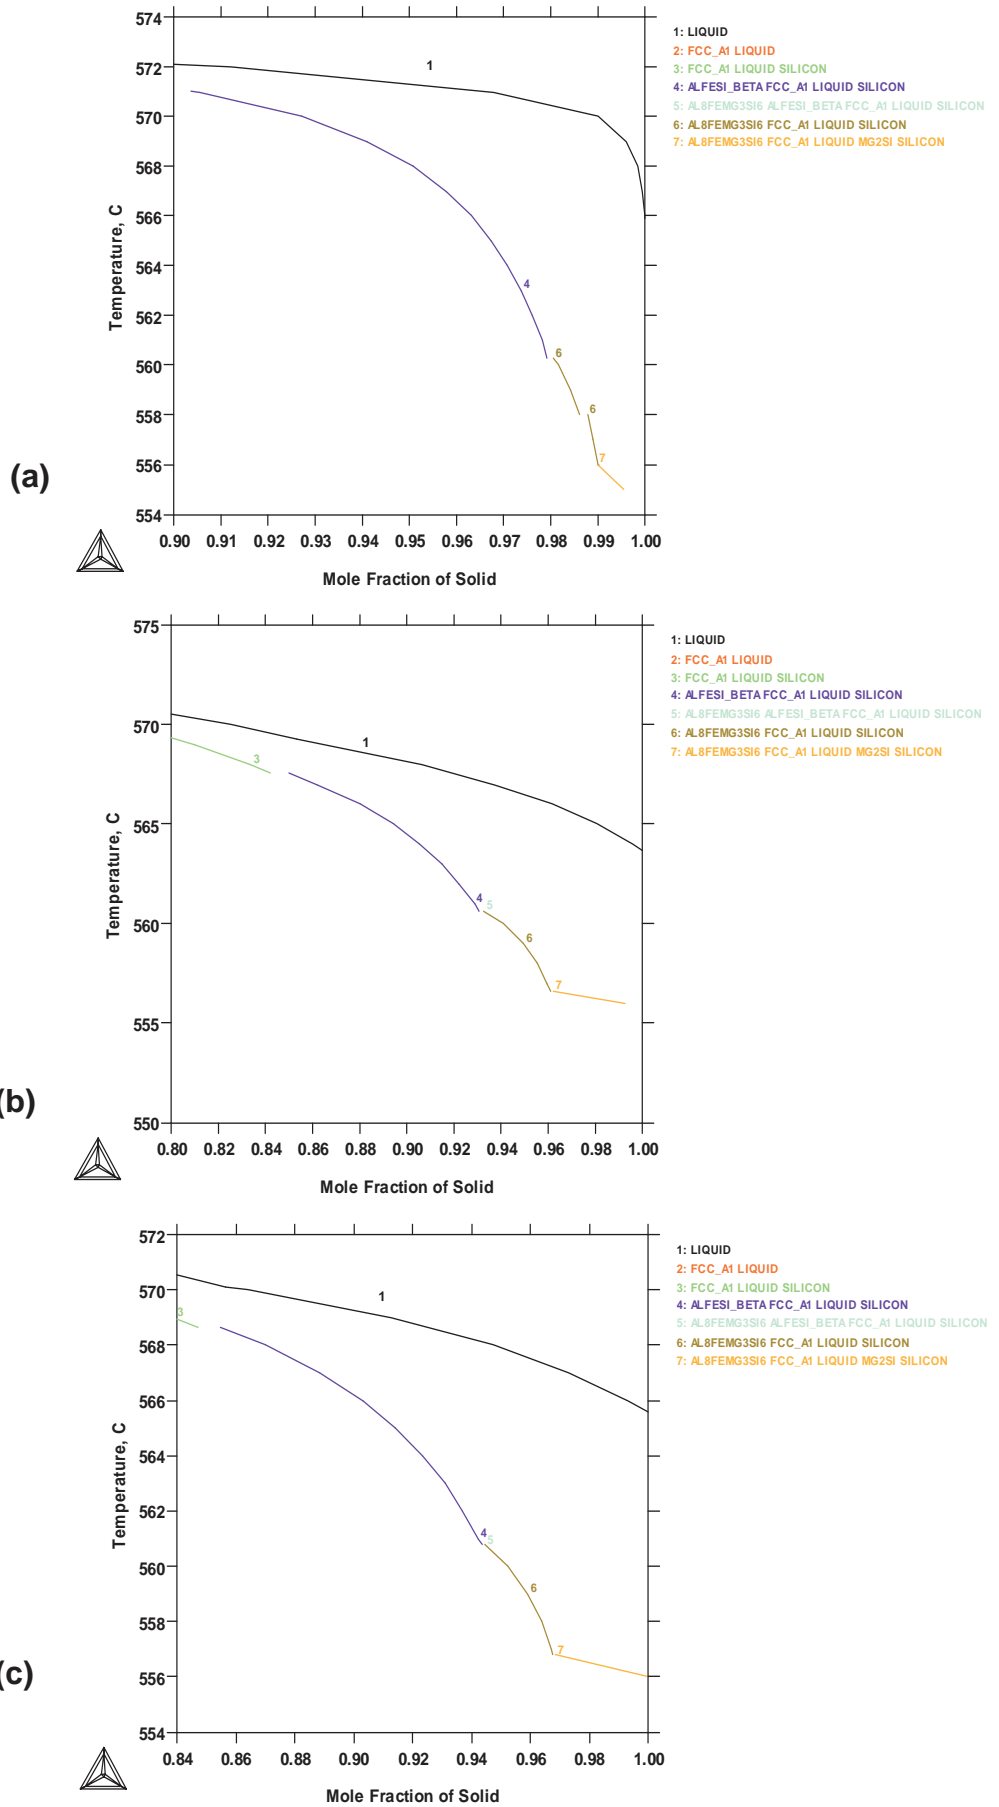 574
572
570
568
566
564
562
560
558
556
554
Temperature, C
1
4
6
6
7
0.90 0.91 0.92 0.93 0.94 0.95 0.96 0.97 0.98 0.99 1.00
Mole Fraction of Solid
1: LIQUID
2: FCC_A1 LIQUID
3: FCC_A1 LIQUID SILICON
4: ALFESI_BETA FCC_A1 LIQUID SILICON
5: AL8FEMG3SI6 ALFESI_BETA FCC_A1 LIQUID SILICON
6: AL8FEMG3SI6 FCC_A1 LIQUID SILICON
7: AL8FEMG3SI6 FCC_A1 LIQUID MG2SI SILICON
(a)
575
570
565
560
555
550
Temperature, C
1
3
4
5
6
7
0.80 0.82 0.84 0.86 0.88 0.90 0.92 0.94 0.96 0.98 1.00
Mole Fraction of Solid
1: LIQUID
2: FCC_A1 LIQUID
3: FCC_A1 LIQUID SILICON
4: ALFESI_BETA FCC_A1 LIQUID SILICON
5: AL8FEMG3SI6 ALFESI_BETA FCC_A1 LIQUID SILICON
6: AL8FEMG3SI6 FCC_A1 LIQUID SILICON
7: AL8FEMG3SI6 FCC_A1 LIQUID MG2SI SILICON
(b)
572
570
568
566
564
562
560
558
556
554
Temperature, C
1
3
4
5
6
7
0.84 0.86 0.88 0.90 0.92 0.94 0.96 0.98 1.00
Mole Fraction of Solid
1: LIQUID
2: FCC_A1 LIQUID
3: FCC_A1 LIQUID SILICON
4: ALFESI_BETA FCC_A1 LIQUID SILICON
5: AL8FEMG3SI6 ALFESI_BETA FCC_A1 LIQUID SILICON
6: AL8FEMG3SI6 FCC_A1 LIQUID SILICON
7: AL8FEMG3SI6 FCC_A1 LIQUID MG2SI SILICON
(c)